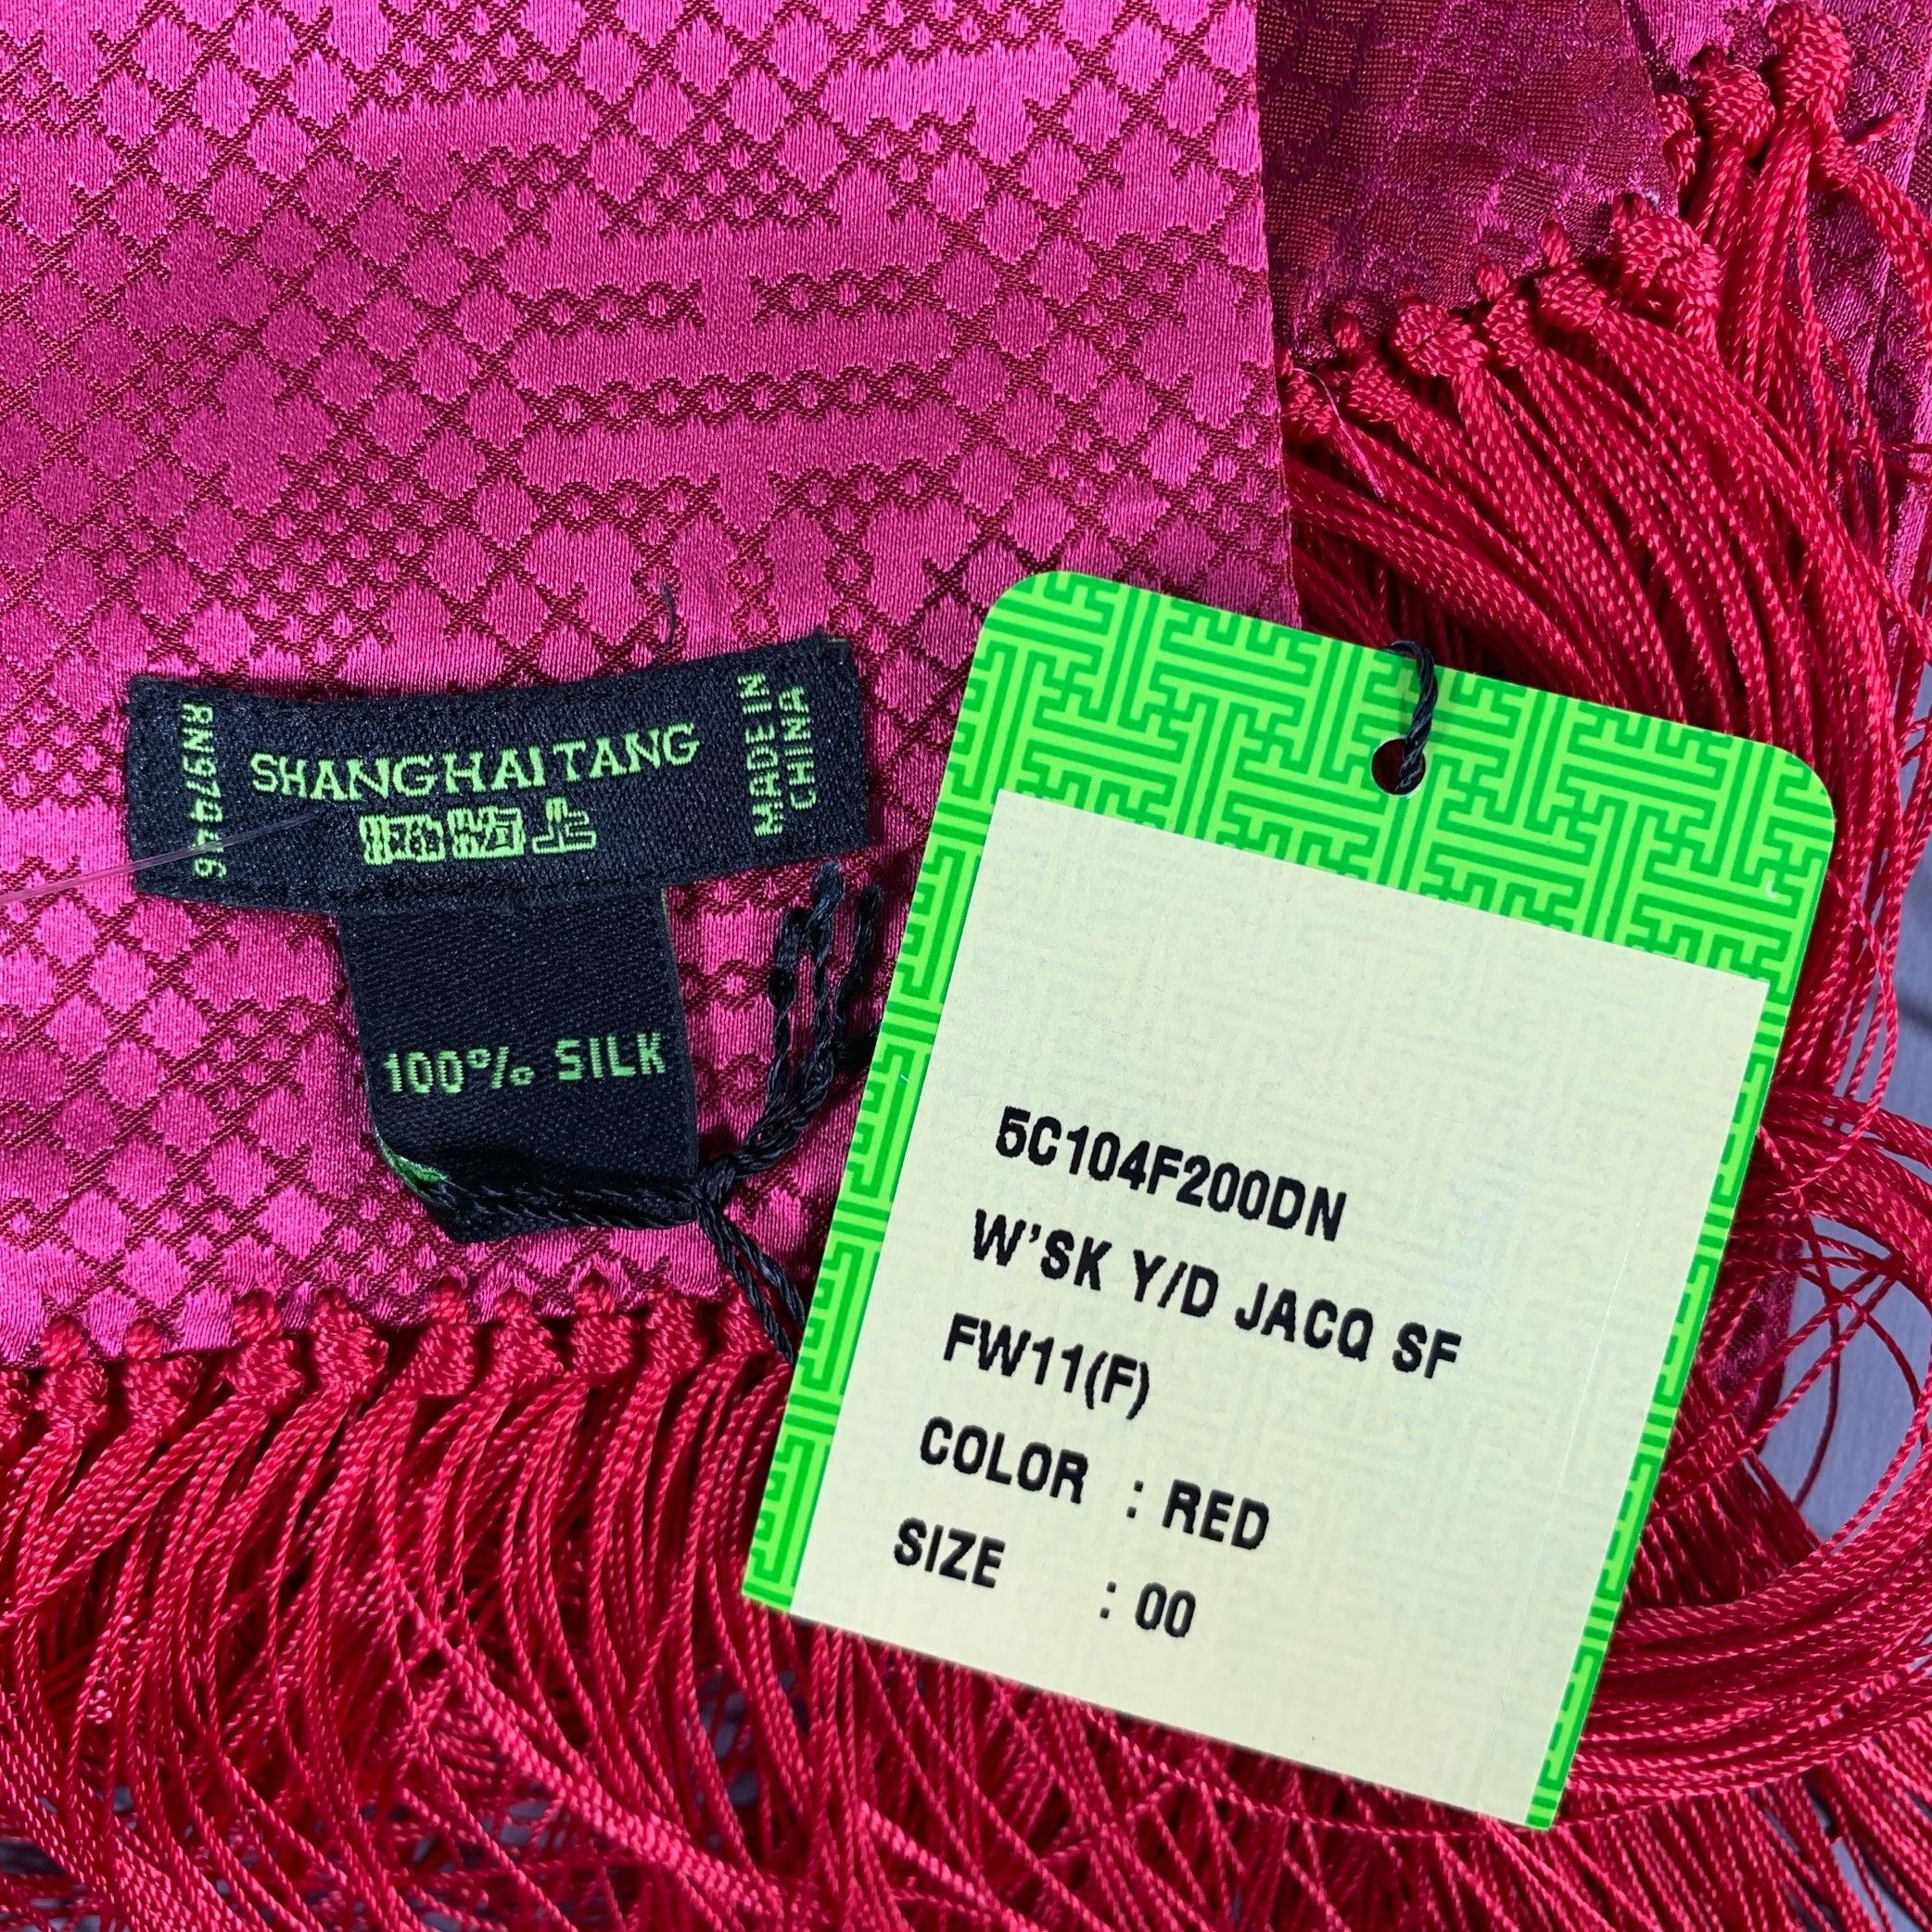 RN97446
SHANGHAI TANG
灘海上
MADE IN
CHINA
100% SILK
5C104F200DN
W'SK Y/D JACQ SF
FW11(F)
COLOR : RED
SIZE : 00